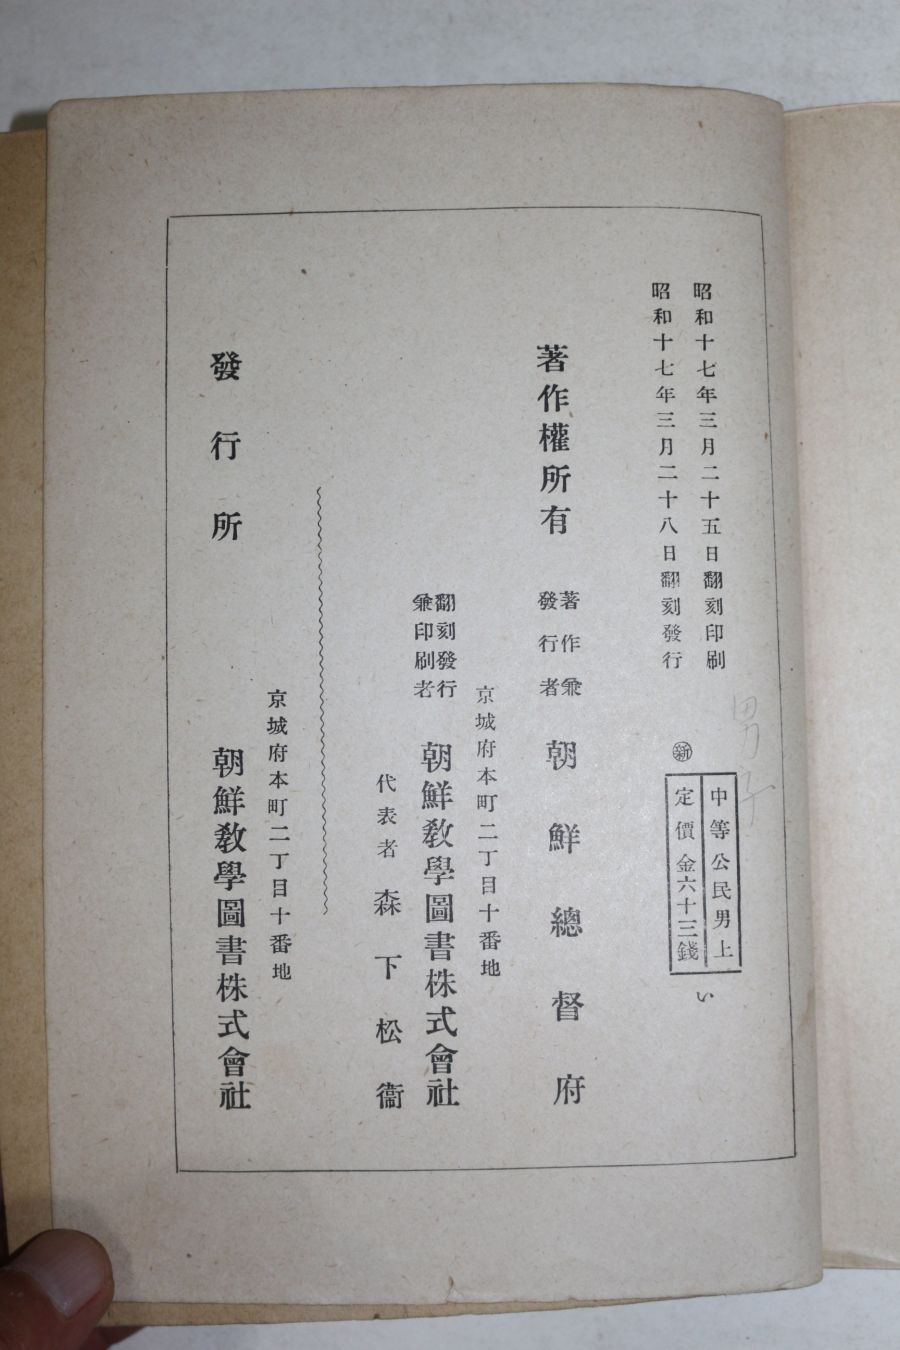 昭和十七年三月二十五日翻刻印刷
昭和十七年三月二十八日翻刻發行
男子
新
中等公民男上
定價金六十三錢
い
著作權所有
著作兼
發行者
朝鮮總督府
京城府本町二丁目十番地
翻刻發行
兼印刷者
朝鮮敎學圖書株式會社
代表者 森下松衞
京城府本町二丁目十番地
發行所
朝鮮敎學圖書株式會社